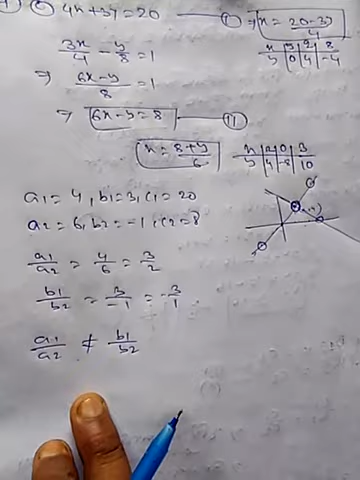 4x+3y=20 — (I) ⇒ x = 20-3y/4
x 5 2 8
y 0 4 -4
3x/4 - y/8 = 1
⇒ 6x-y/8 = 1
⇒ 6x-y=8 — (II)
x = 8+y/6
x 2 0 3
y 4 -8 10
a1=4, b1=3, c1=20
a2=6, b2=-1, c2=8
a1/a2 = 4/6 = 3/2
b1/b2 = 3/-1 = -3/1
a1/a2 ≠ b1/b2